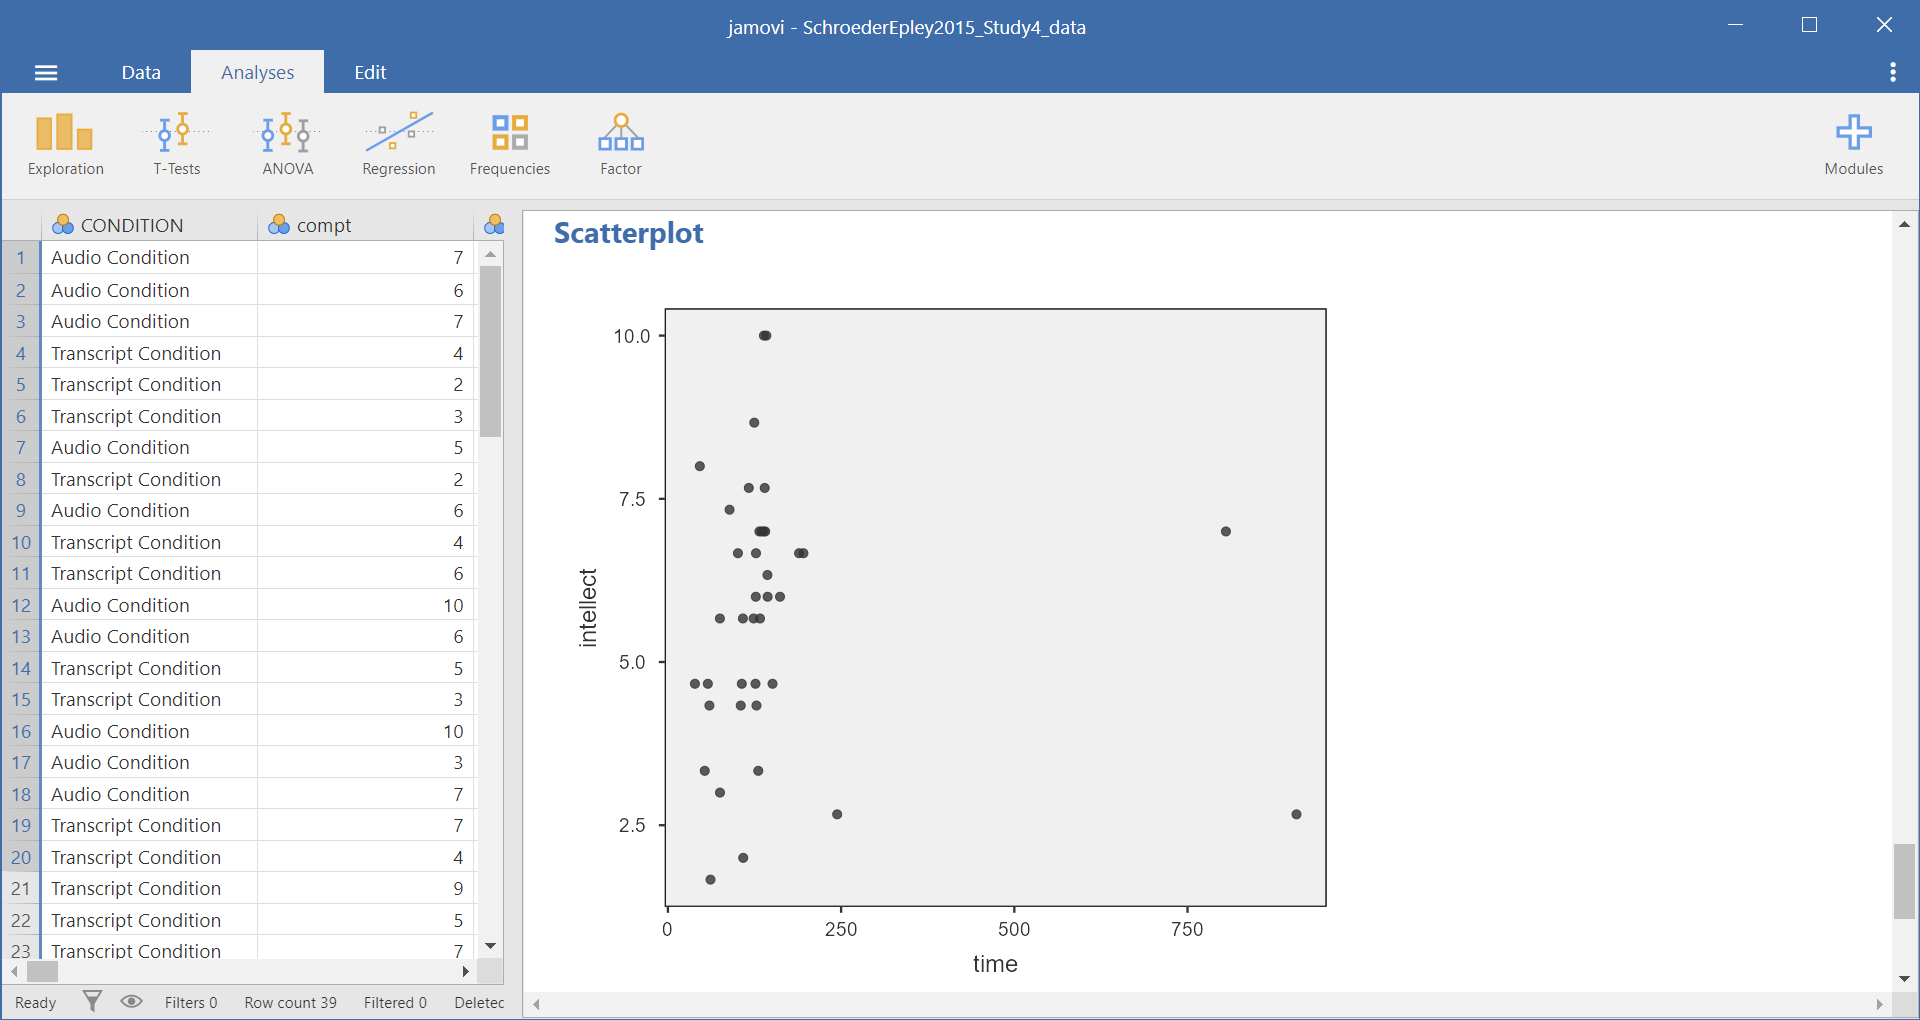 jamovi - SchroederEpley2015_Study4_data
Data Analyses Edit
Exploration T-Tests ANOVA Regression Frequencies Factor Modules
CONDITION compt
1 Audio Condition 7
2 Audio Condition 6
3 Audio Condition 7
4 Transcript Condition 4
5 Transcript Condition 2
6 Transcript Condition 3
7 Audio Condition 5
8 Transcript Condition 2
9 Audio Condition 6
10 Transcript Condition 4
11 Transcript Condition 6
12 Audio Condition 10
13 Audio Condition 6
14 Transcript Condition 5
15 Transcript Condition 3
16 Audio Condition 10
17 Audio Condition 3
18 Audio Condition 7
19 Transcript Condition 7
20 Transcript Condition 4
21 Transcript Condition 9
22 Transcript Condition 5
23 Transcript Condition 7
Ready Filters 0 Row count 39 Filtered 0 Deletec
Scatterplot
10.0
7.5
5.0
2.5
intellect
0 250 500 750
time